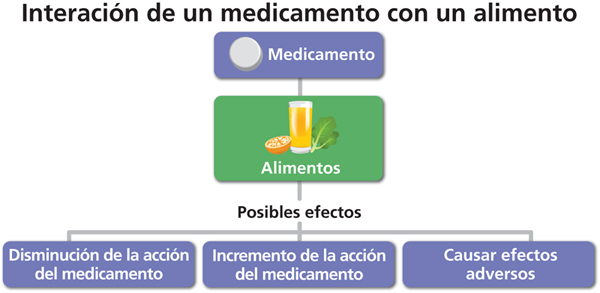 Interación de un medicamento con un alimento
Medicamento
Alimentos
Posibles efectos
Disminución de la acción
del medicamento
Incremento de la acción
del medicamento
Causar efectos
adversos